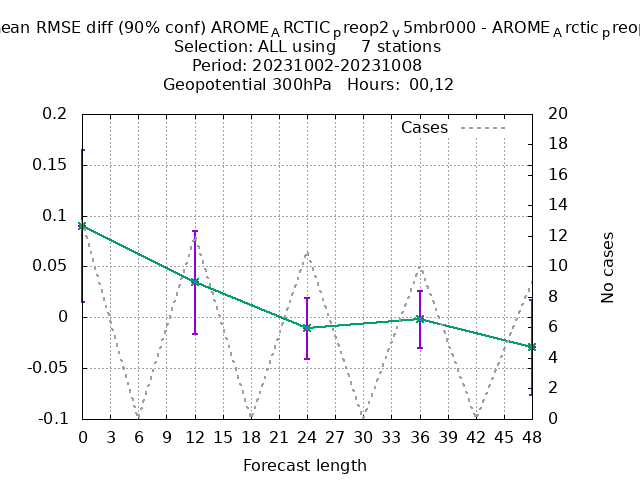 ean RMSE diff (90% conf) AROME_ARCTIC_preop2_v5mbr000 - AROME_Arctic_preop
Selection: ALL using 7 stations
Period: 20231002-20231008
Geopotential 300hPa Hours: 00,12
Cases
0.2
0.15
0.1
0.05
0
-0.05
-0.1
20
18
16
14
12
10
8
6
4
2
0
No cases
0 3 6 9 12 15 18 21 24 27 30 33 36 39 42 45 48
Forecast length